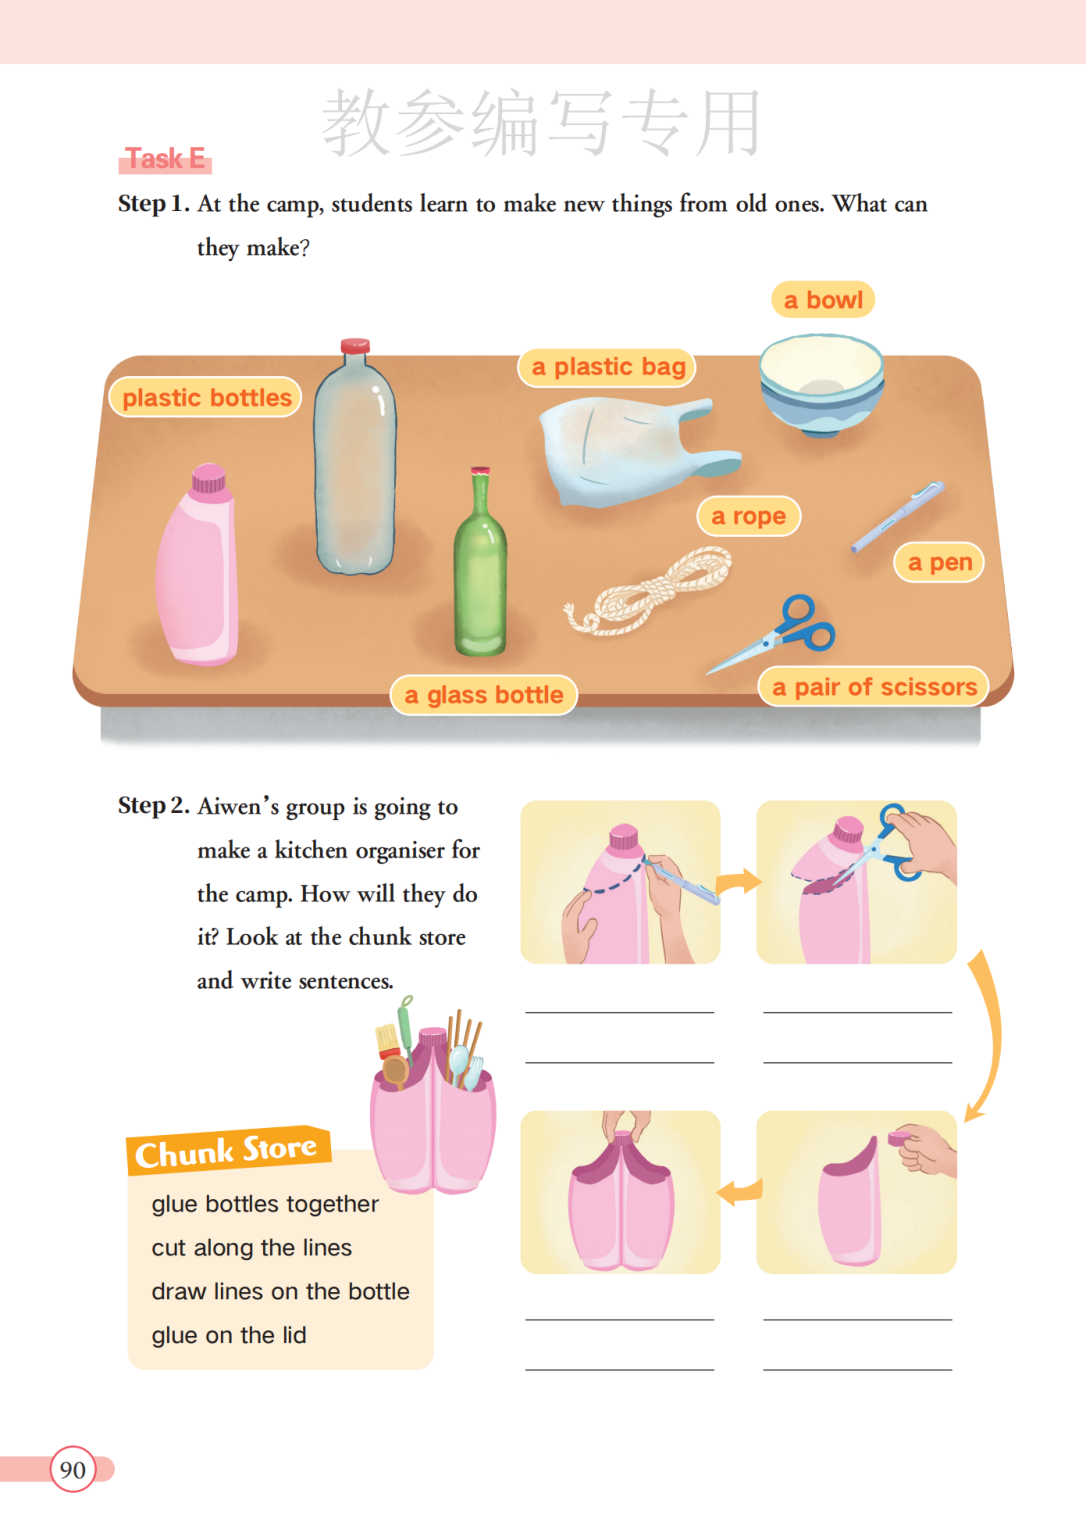 教参编写专用
Task E
Step 1. At the camp, students learn to make new things from old ones. What can
they make?
a bowl
a plastic bag
plastic bottles
a rope
a pen
a pair of scissors
a glass bottle
Step 2. Aiwen's group is going to
make a kitchen organiser for
the camp. How will they do
it? Look at the chunk store
and write sentences.
Chunk Store
glue bottles together
cut along the lines
draw lines on the bottle
glue on the lid
90